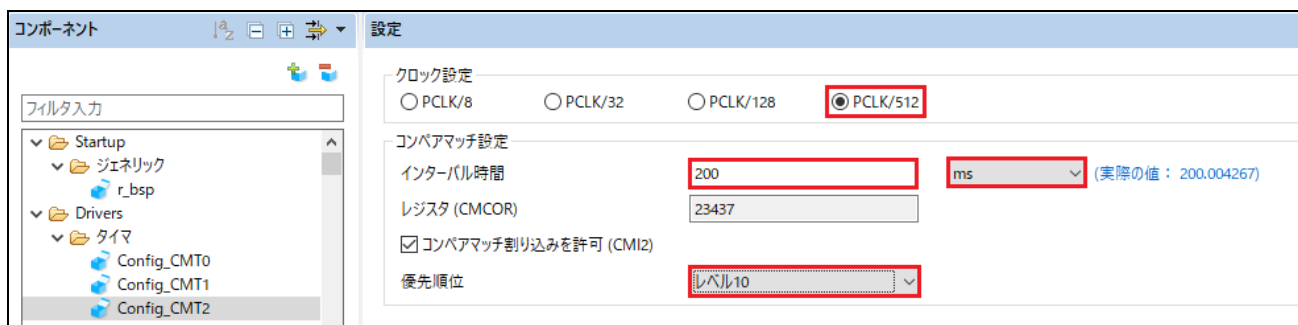 コンポーネント
フィルタ入力
Startup
ジェネリック
r_bsp
Drivers
タイマ
Config_CMT0
Config_CMT1
Config_CMT2
設定
クロック設定
PCLK/8 PCLK/32 PCLK/128 PCLK/512
コンペアマッチ設定
インターバル時間 200 ms (実際の値： 200.004267)
レジスタ (CMCOR) 23437
コンペアマッチ割り込みを許可 (CMI2)
優先順位 レベル10